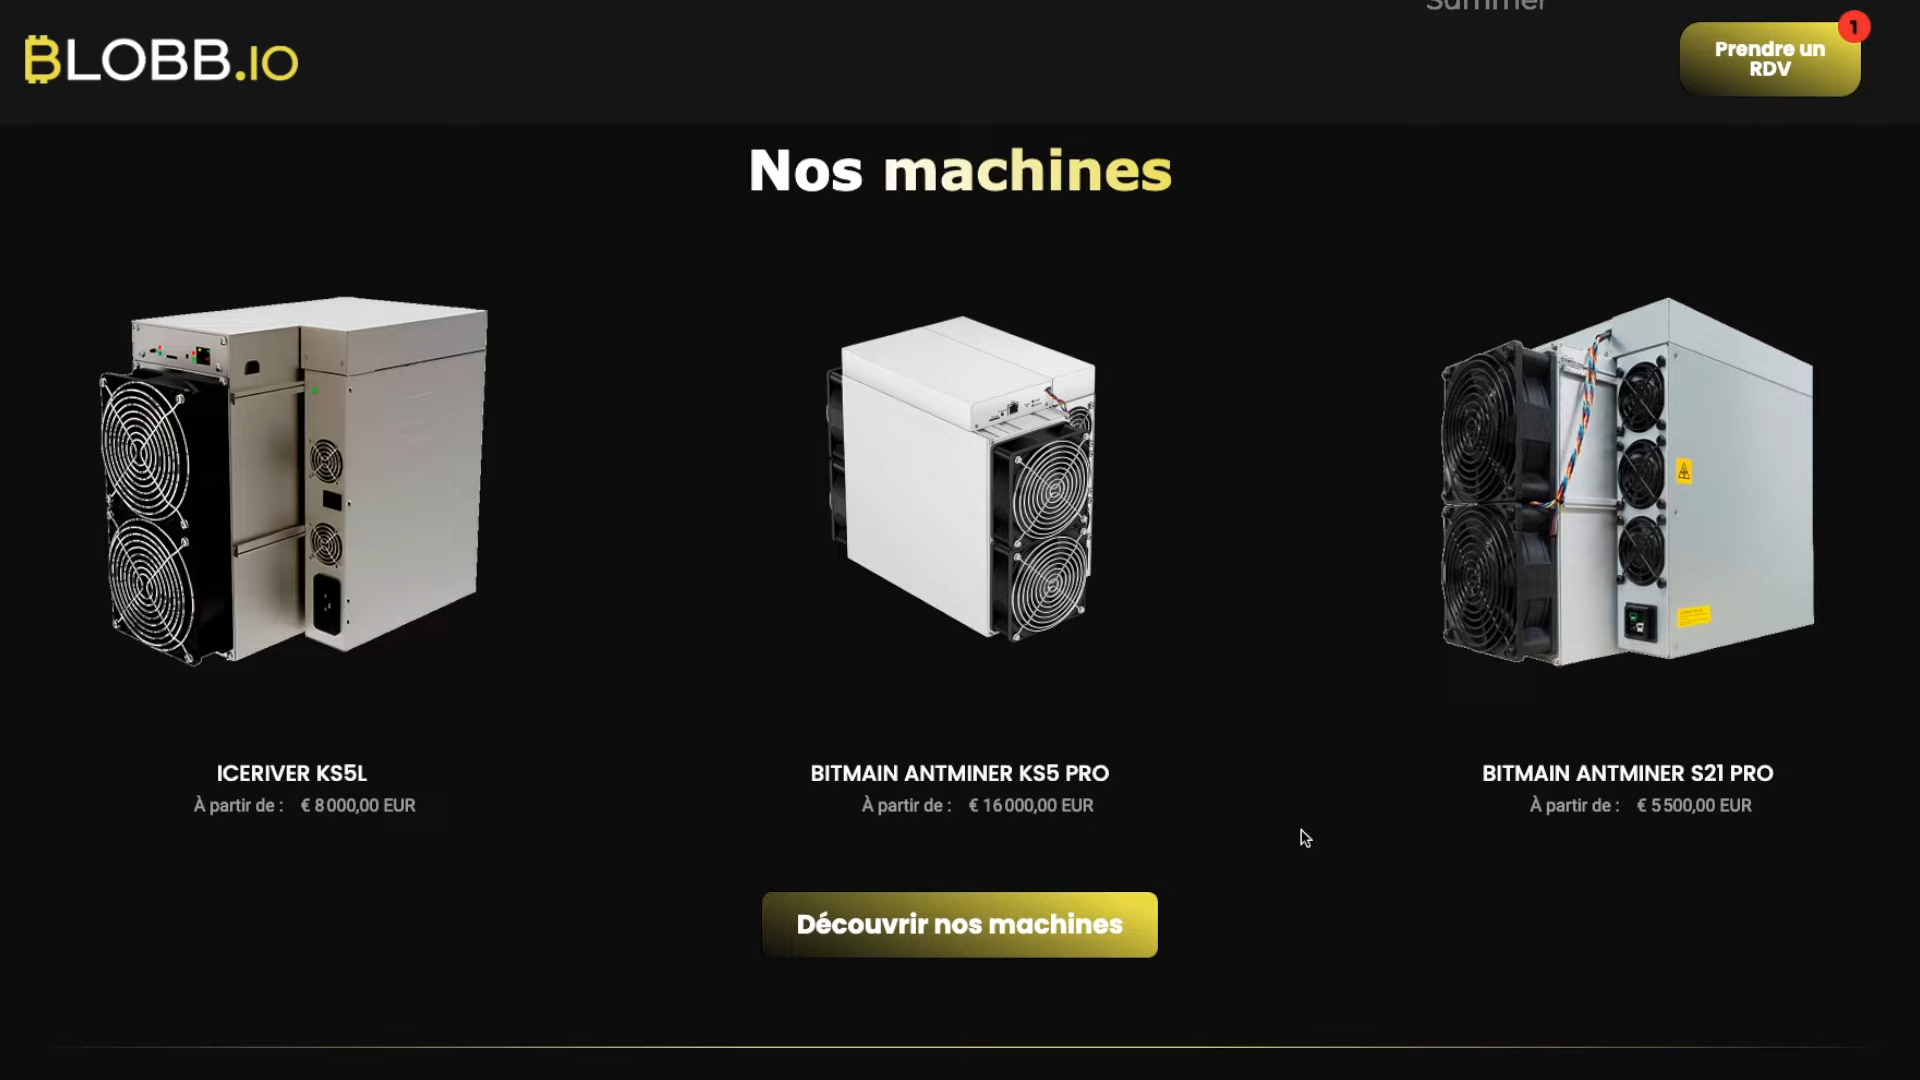 Summer
BLOBB.IO
1
Prendre un
RDV
Nos machines
ICERIVER KS5L
À partir de : € 8 000,00 EUR
BITMAIN ANTMINER KS5 PRO
À partir de : € 16 000,00 EUR
BITMAIN ANTMINER S21 PRO
À partir de : € 5 500,00 EUR
Découvrir nos machines